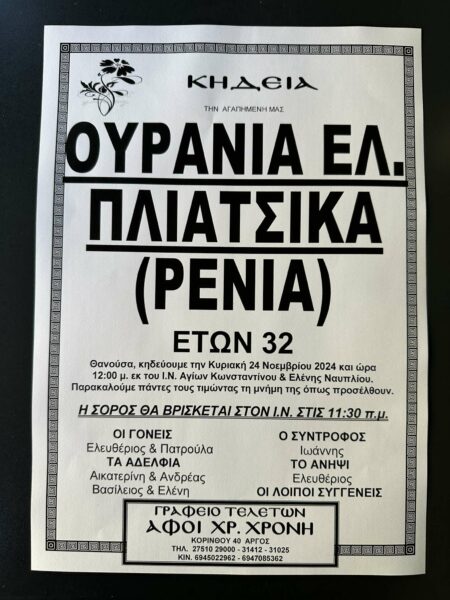 ΚΗΔΕΙΑ
ΤΗΝ ΑΓΑΠΗΜΕΝΗ ΜΑΣ
ΟΥΡΑΝΙΑ ΕΛ.
ΠΛΙΑΤΣΙΚΑ
(ΡΕΝΙΑ)
ΕΤΩΝ 32
Θανούσα, κηδεύουμε την Κυριακή 24 Νοεμβρίου 2024 και ώρα
12:00 μ. εκ του Ι.Ν. Αγίων Κωνσταντίνου & Ελένης Ναυπλίου.
Παρακαλούμε πάντες τους τιμώντας τη μνήμη της όπως προσέλθουν.
Η ΣΟΡΟΣ ΘΑ ΒΡΙΣΚΕΤΑΙ ΣΤΟΝ Ι.Ν. ΣΤΙΣ 11:30 π.μ.
ΟΙ ΓΟΝΕΙΣ
Ελευθέριος & Πατρούλα
ΤΑ ΑΔΕΛΦΙΑ
Αικατερίνη & Ανδρέας
Βασίλειος & Ελένη
Ο ΣΥΝΤΡΟΦΟΣ
Ιωάννης
ΤΟ ΑΝΗΨΙ
Ελευθέριος
ΟΙ ΛΟΙΠΟΙ ΣΥΓΓΕΝΕΙΣ
ΓΡΑΦΕΙΟ ΤΕΛΕΤΩΝ
ΑΦΟΙ ΧΡ. ΧΡΟΝΗ
ΚΟΡΙΝΘΟΥ 40 ΑΡΓΟΣ
ΤΗΛ. 27510 29000 - 31412 - 31025
ΚΙΝ. 6945022962 - 6947085362